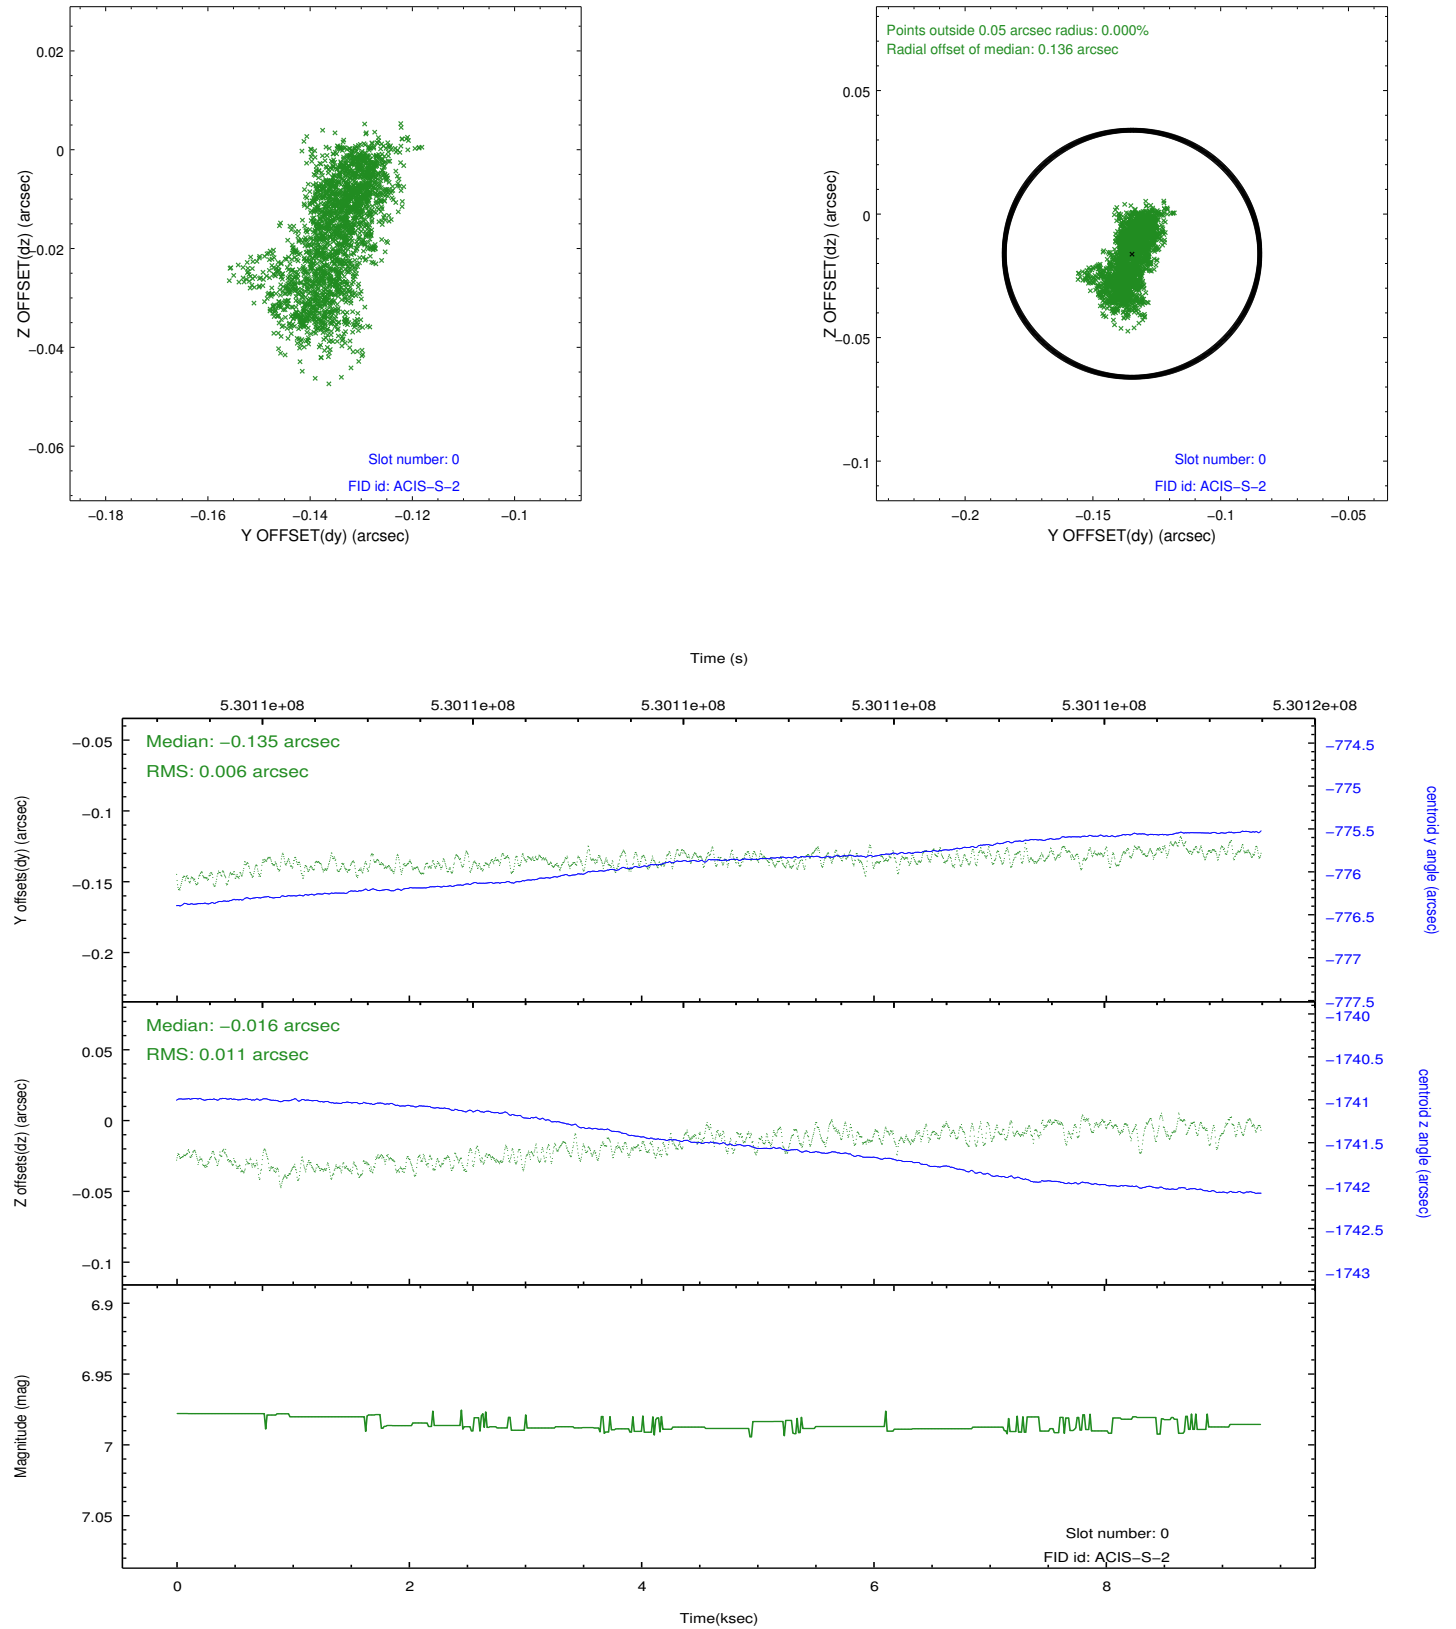 0.02
0
−0.02
−0.04
−0.06
Z OFFSET(dz) (arcsec)
Slot number: 0
FID id: ACIS−S−2
−0.18
−0.16
−0.14
−0.12
−0.1
Y OFFSET(dy) (arcsec)
Points outside 0.05 arcsec radius: 0.000%
Radial offset of median: 0.136 arcsec
0.05
0
−0.05
−0.1
Z OFFSET(dz) (arcsec)
Slot number: 0
FID id: ACIS−S−2
−0.2
−0.15
−0.1
−0.05
Y OFFSET(dy) (arcsec)
Time (s)
5.3011e+08
5.3011e+08
5.3011e+08
5.3011e+08
5.3011e+08
5.3012e+08
Median: −0.135 arcsec
RMS: 0.006 arcsec
−0.05
−0.1
−0.15
−0.2
Y offsets(dy) (arcsec)
−774.5
−775
−775.5
−776
−776.5
−777
−777.5
centroid y angle (arcsec)
Median: −0.016 arcsec
RMS: 0.011 arcsec
0.05
0
−0.05
−0.1
Z offsets(dz) (arcsec)
−1740
−1740.5
−1741
−1741.5
−1742
−1742.5
−1743
centroid z angle (arcsec)
6.9
6.95
7
7.05
Magnitude (mag)
Slot number: 0
FID id: ACIS−S−2
0
2
4
6
8
Time(ksec)